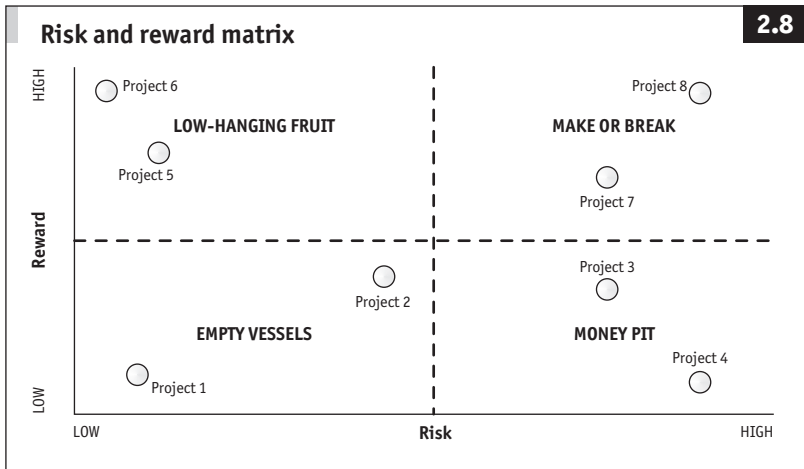 Risk and reward matrix
2.8
HIGH
Project 6
Project 8
LOW-HANGING FRUIT
MAKE OR BREAK
Project 5
Project 7
Reward
Project 3
Project 2
EMPTY VESSELS
MONEY PIT
Project 4
Project 1
LOW
LOW
Risk
HIGH